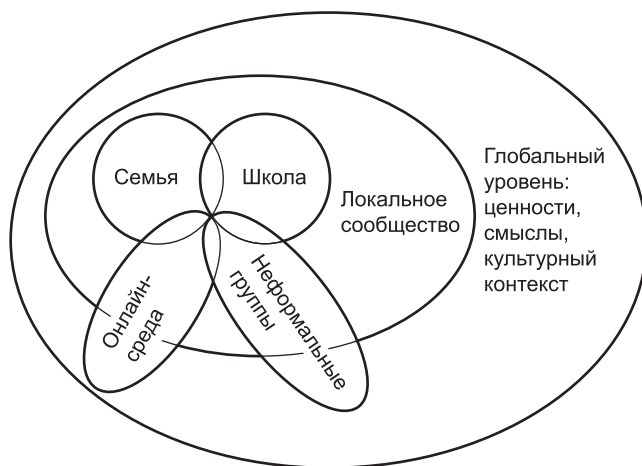 Семья
Школа
Локальное
сообщество
Глобальный
уровень:
ценности,
смыслы,
культурный
контекст
Онлайн-
среда
Неформальные
группы